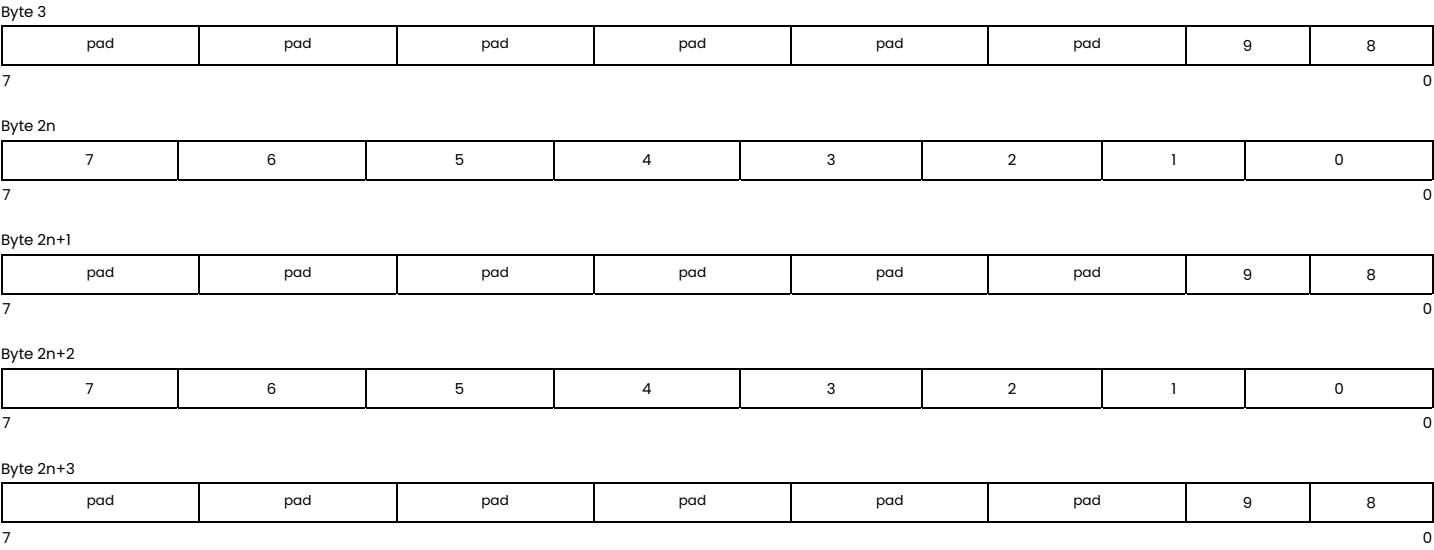 Byte 3
pad pad pad pad pad pad 9 8
7 0
Byte 2n
7 6 5 4 3 2 1 0
7 0
Byte 2n+1
pad pad pad pad pad pad 9 8
7 0
Byte 2n+2
7 6 5 4 3 2 1 0
7 0
Byte 2n+3
pad pad pad pad pad pad 9 8
7 0